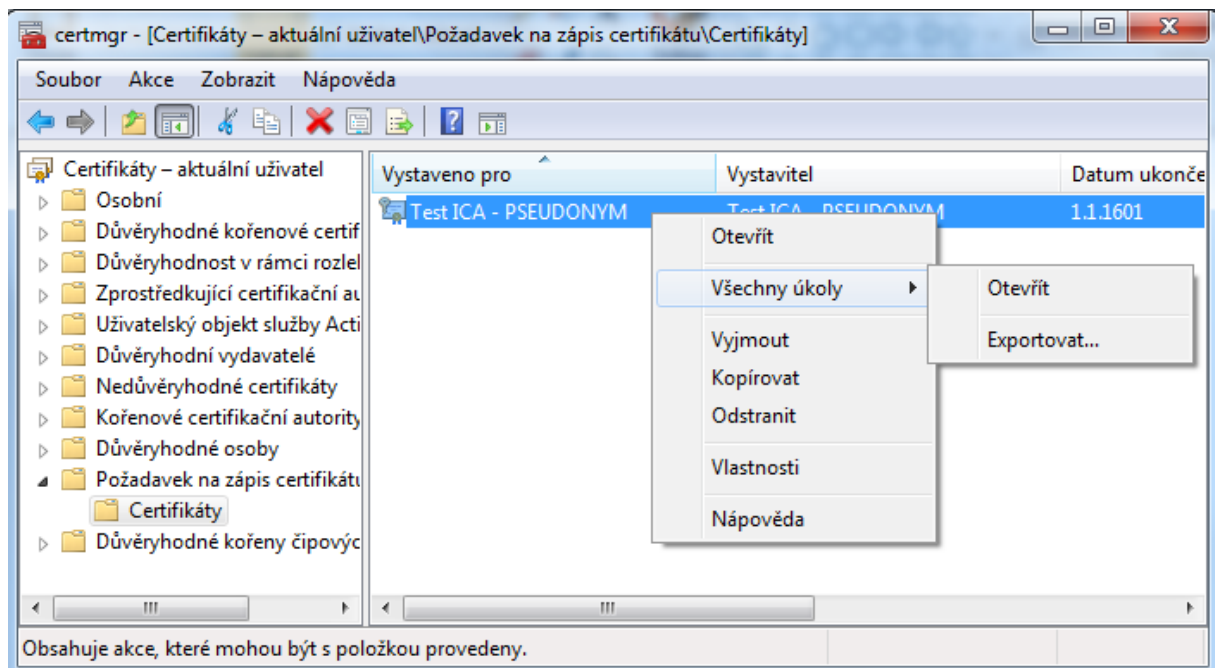 certmgr - [Certifikáty – aktuální uživatel\Požadavek na zápis certifikátu\Certifikáty]
Soubor Akce Zobrazit Nápověda
Certifikáty – aktuální uživatel
Osobní
Důvěryhodné kořenové certif
Důvěryhodnost v rámci rozlel
Zprostředkující certifikační au
Uživatelský objekt služby Acti
Důvěryhodní vydavatelé
Nedůvěryhodné certifikáty
Kořenové certifikační autority
Důvěryhodné osoby
Požadavek na zápis certifikátu
Certifikáty
Důvěryhodné kořeny čipovýc
Vystaveno pro Vystavitel Datum ukonče
Test ICA - PSEUDONYM Test ICA - PSEUDONYM 1.1.1601
Otevřít
Všechny úkoly
Vyjmout
Kopírovat
Odstranit
Vlastnosti
Nápověda
Otevřít
Exportovat...
Obsahuje akce, které mohou být s položkou provedeny.